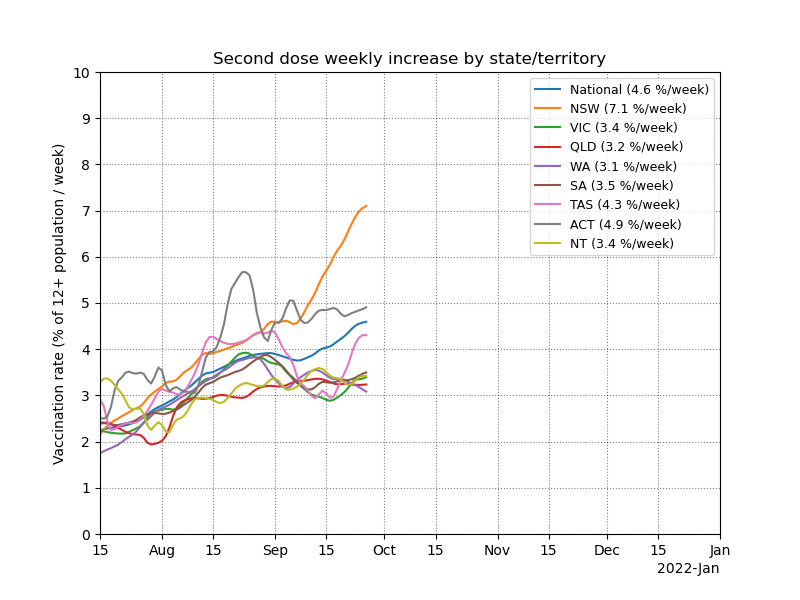 Second dose weekly increase by state/territory
Vaccination rate (% of 12+ population / week)
10
9
8
7
6
5
4
3
2
1
0
National (4.6 %/week)
NSW (7.1 %/week)
VIC (3.4 %/week)
QLD (3.2 %/week)
WA (3.1 %/week)
SA (3.5 %/week)
TAS (4.3 %/week)
ACT (4.9 %/week)
NT (3.4 %/week)
15 Aug 15 Sep 15 Oct 15 Nov 15 Dec 15 Jan
2022-Jan